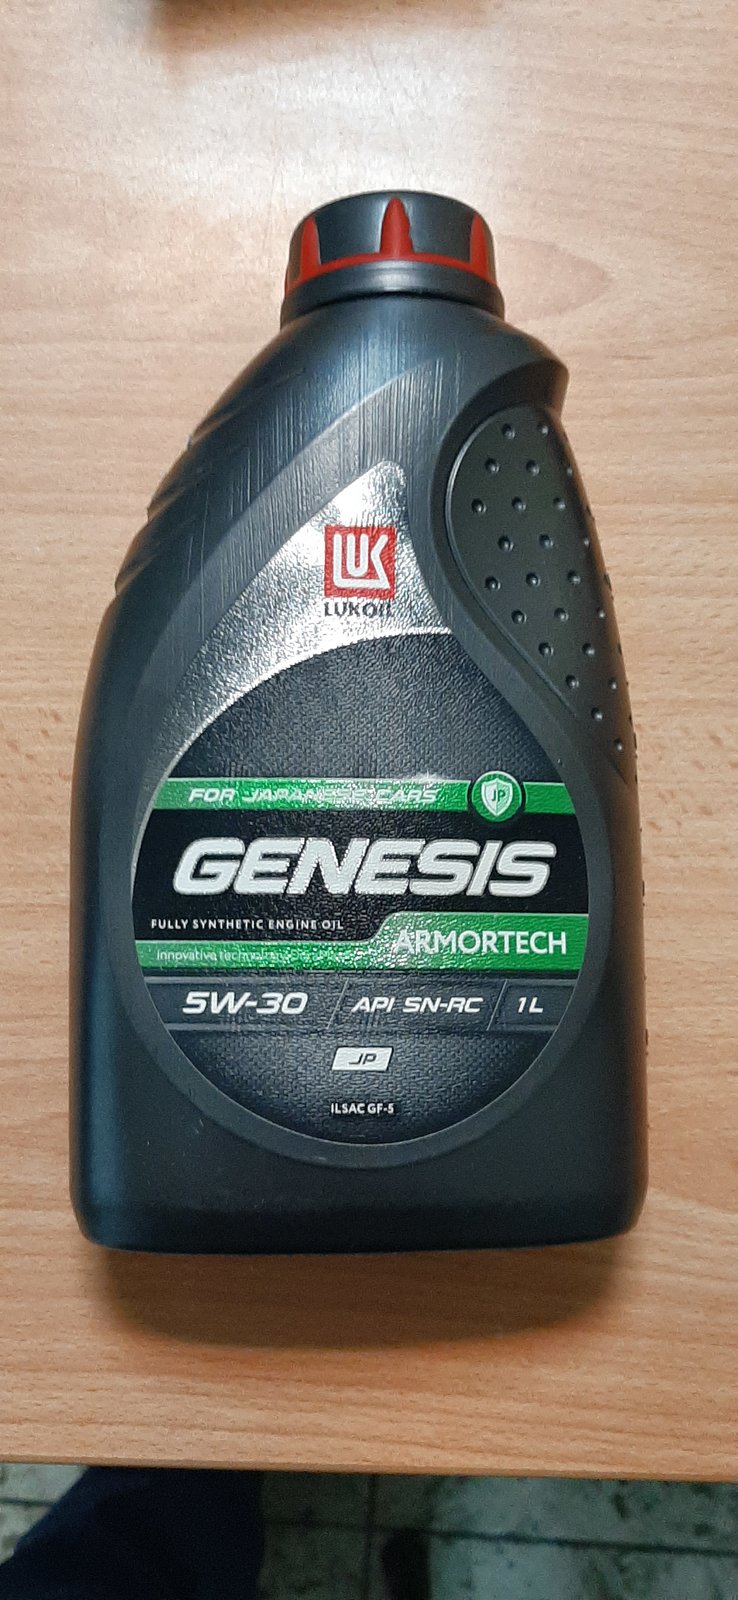 LUK
LUKOIL
FOR JAPANESE CARS
JP
GENESIS
FULLY SYNTHETIC ENGINE OIL
ARMORTECH
Innovative
5W-30 API SN-RC 1L
JP
ILSAC GF-5